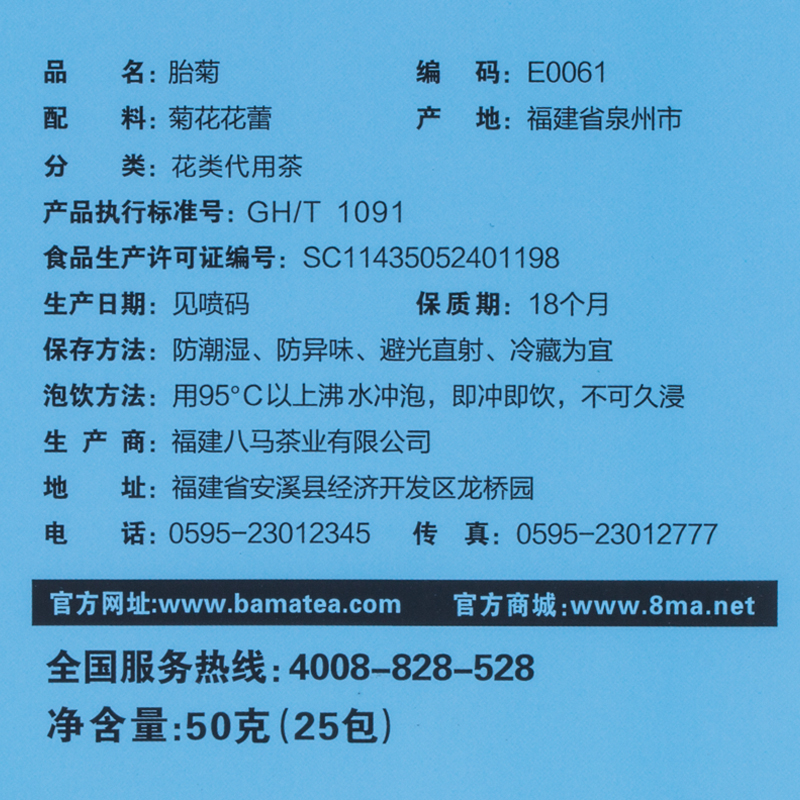 品 名：胎菊 编 码：E0061
配 料：菊花花蕾 产 地：福建省泉州市
分 类：花类代用茶
产品执行标准号：GH/T 1091
食品生产许可证编号：SC11435052401198
生产日期：见喷码 保质期：18个月
保存方法：防潮湿、防异味、避光直射、冷藏为宜
泡饮方法：用95°C以上沸水冲泡，即冲即饮，不可久浸
生 产 商：福建八马茶业有限公司
地 址：福建省安溪县经济开发区龙桥园
电 话：0595-23012345 传 真：0595-23012777
官方网址:www.bamatea.com 官方商城:www.8ma.net
全国服务热线：4008-828-528
净含量:50克(25包)